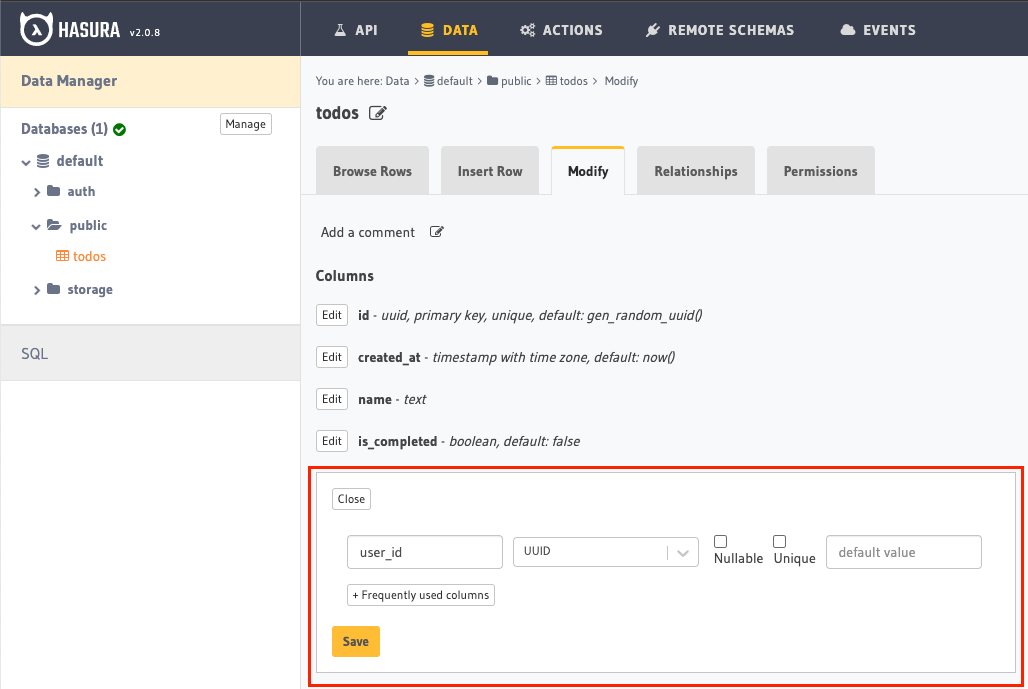 HASURA v2.0.8
API DATA ACTIONS REMOTE SCHEMAS EVENTS
Data Manager
Databases (1) Manage
default
auth
public
todos
storage
SQL
You are here: Data > default > public > todos > Modify
todos
Browse Rows Insert Row Modify Relationships Permissions
Add a comment
Columns
Edit id - uuid, primary key, unique, default: gen_random_uuid()
Edit created_at - timestamp with time zone, default: now()
Edit name - text
Edit is_completed - boolean, default: false
Close
user_id UUID Nullable Unique default value
+ Frequently used columns
Save